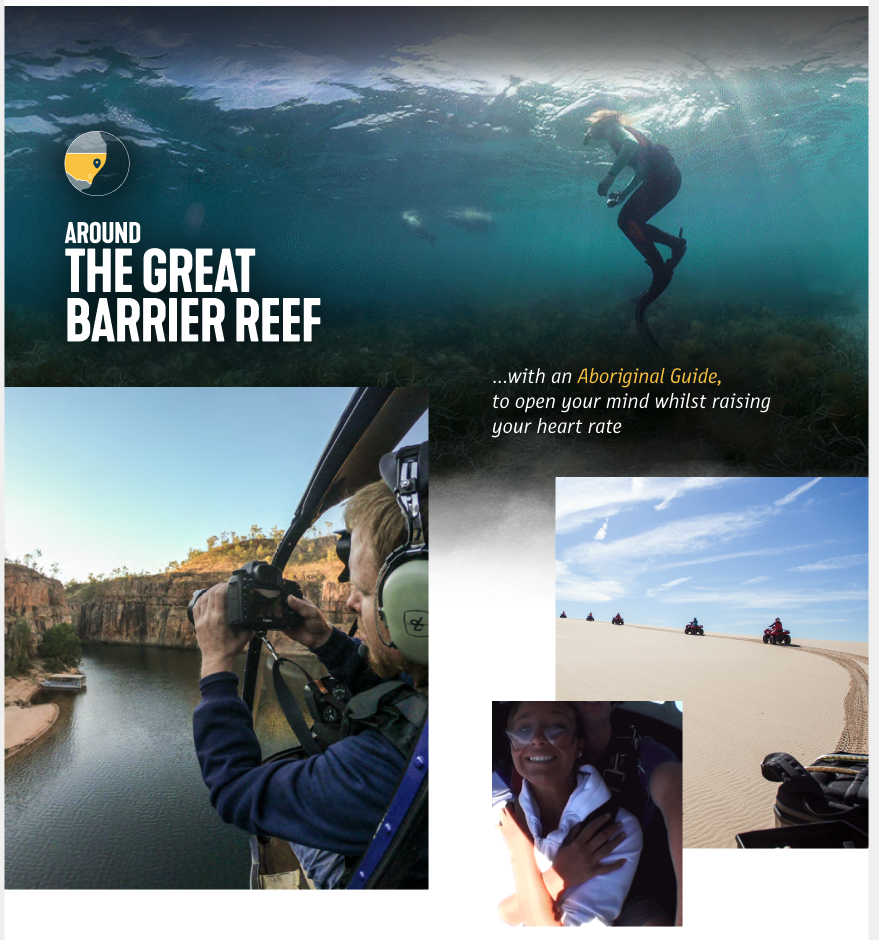 AROUND
THE GREAT
BARRIER REEF
...with an Aboriginal Guide,
to open your mind whilst raising
your heart rate